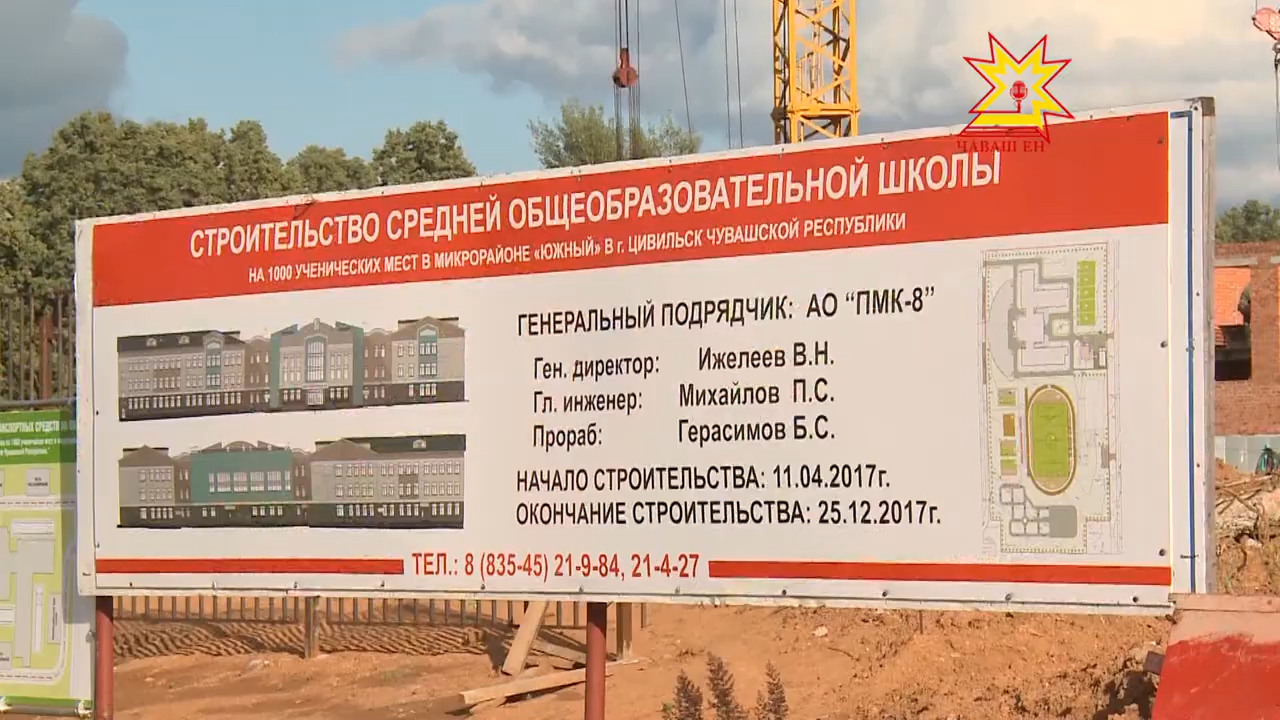 ЧĂВАШ ЕН
СТРОИТЕЛЬСТВО СРЕДНЕЙ ОБЩЕОБРАЗОВАТЕЛЬНОЙ ШКОЛЫ
НА 1000 УЧЕНИЧЕСКИХ МЕСТ В МИКРОРАЙОНЕ «ЮЖНЫЙ» В г. ЦИВИЛЬСК ЧУВАШСКОЙ РЕСПУБЛИКИ
ГЕНЕРАЛЬНЫЙ ПОДРЯДЧИК: АО “ПМК-8”
Ген. директор: Ижелеев В.Н.
Гл. инженер: Михайлов П.С.
Прораб: Герасимов Б.С.
НАЧАЛО СТРОИТЕЛЬСТВА: 11.04.2017г.
ОКОНЧАНИЕ СТРОИТЕЛЬСТВА: 25.12.2017г.
ТЕЛ.: 8 (835-45) 21-9-84, 21-4-27
СРЕДСТВ